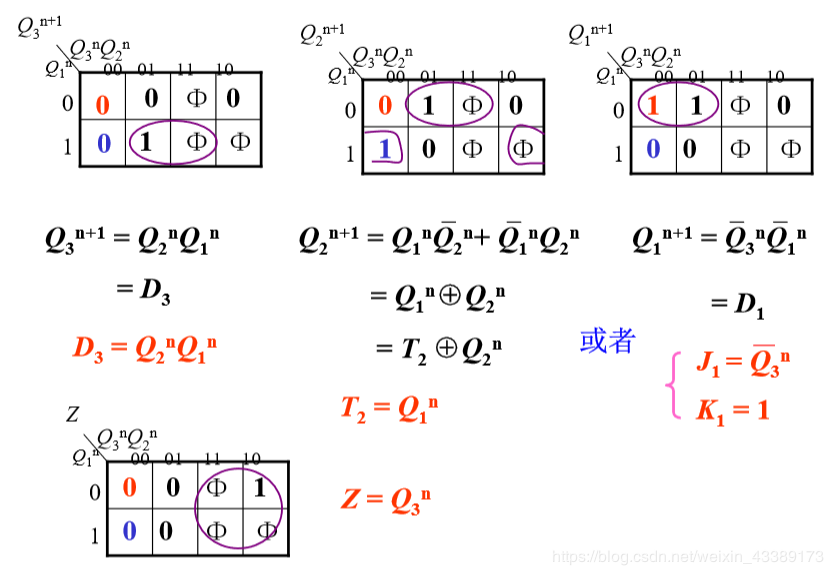 Q₃ⁿ⁺¹ Q₂ⁿ⁺¹ Q₁ⁿ⁺¹
Q₃ⁿQ₂ⁿ Q₃ⁿQ₂ⁿ Q₃ⁿQ₂ⁿ
Q₁ⁿ 00 01 11 10 Q₁ⁿ 00 01 11 10 Q₁ⁿ 00 01 11 10
0 0 0 Φ 0 0 0 1 Φ 0 0 1 1 Φ 0
1 0 1 Φ Φ 1 1 0 Φ Φ 1 0 0 Φ Φ
Q₃ⁿ⁺¹ = Q₂ⁿQ₁ⁿ Q₂ⁿ⁺¹ = Q₁ⁿQ̅₂ⁿ+ Q̅₁ⁿQ₂ⁿ Q₁ⁿ⁺¹ = Q̅₃ⁿQ̅₁ⁿ
= D₃ = Q₁ⁿ⊕Q₂ⁿ = D₁
D₃ = Q₂ⁿQ₁ⁿ = T₂ ⊕Q₂ⁿ 或者 J₁ = Q̅₃ⁿ
T₂ = Q₁ⁿ K₁ = 1
Z
Q₃ⁿQ₂ⁿ
Q₁ⁿ 00 01 11 10
0 0 0 Φ 1
Z = Q₃ⁿ
1 0 0 Φ Φ
https://blog.csdn.net/weixin_43389173